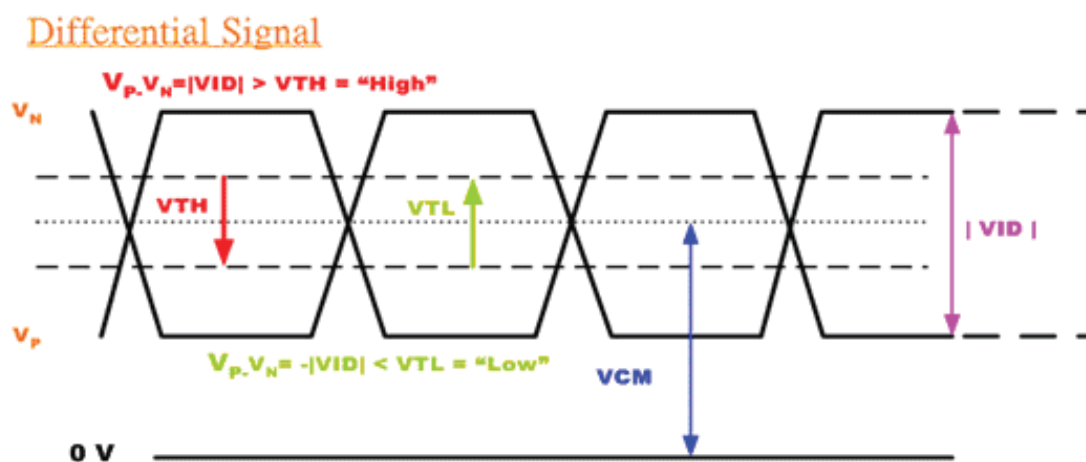 Differential Signal
VP-VN=|VID| > VTH = “High”
VN
VTH
VTL
| VID |
VP
VP-VN= -|VID| < VTL = “Low”
VCM
0 V